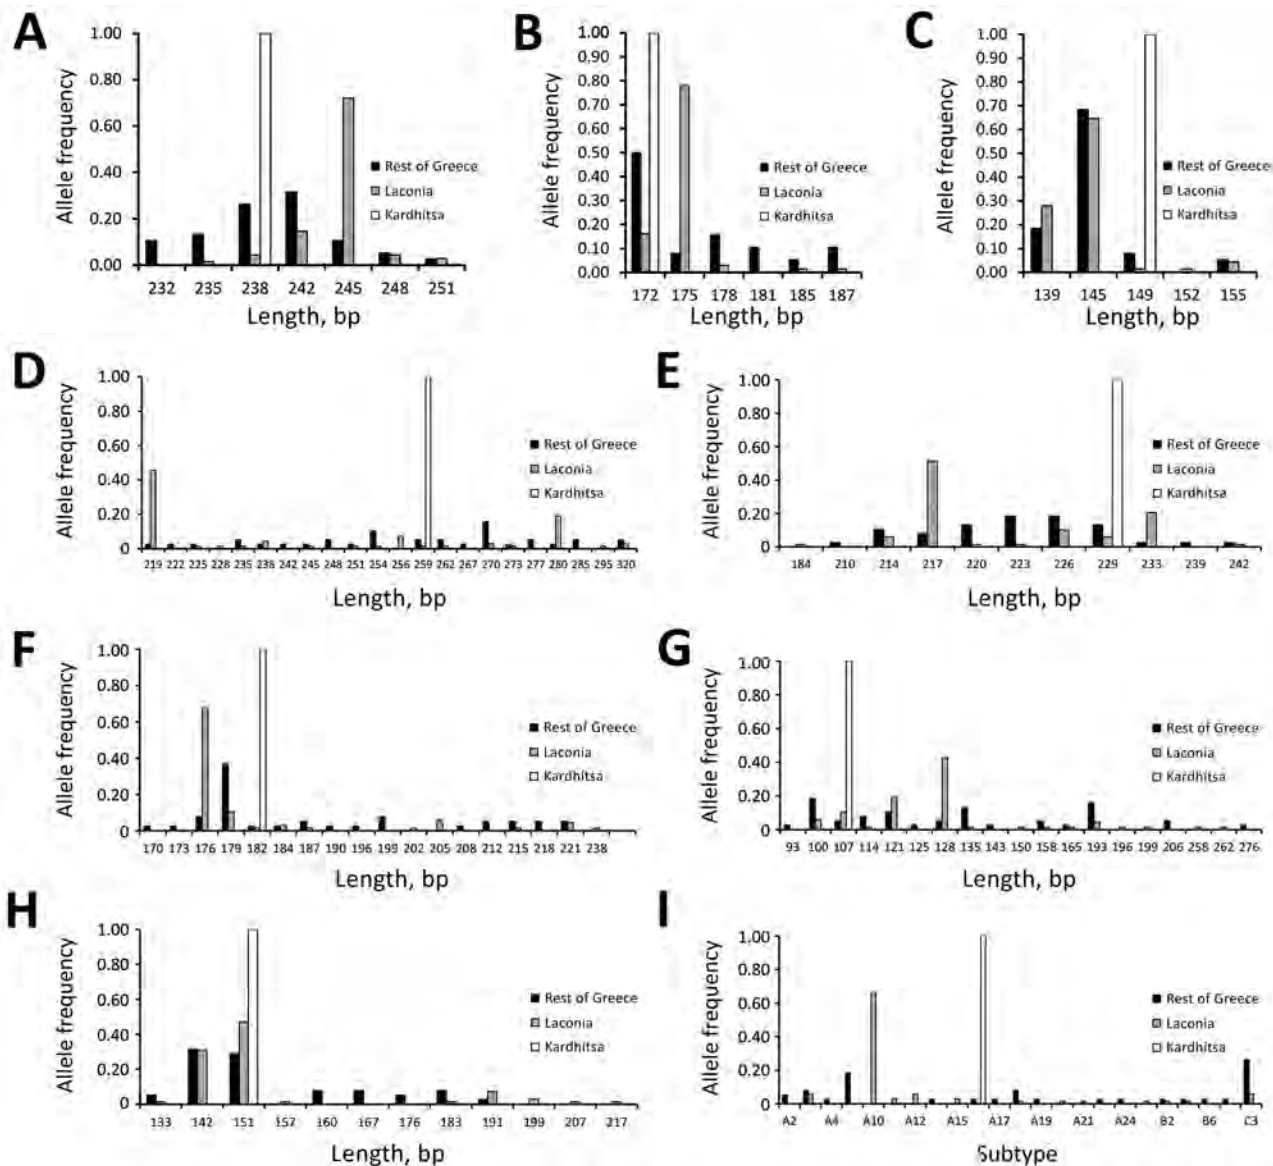 A
Allele frequency
1.00
0.80
0.60
0.40
0.20
0.00
232 235 238 242 245 248 251
Length, bp
Rest of Greece
Laconia
Kardhitsa
B
Allele frequency
1.00
0.90
0.80
0.70
0.60
0.50
0.40
0.30
0.20
0.10
0.00
172 175 178 181 185 187
Length, bp
Rest of Greece
Laconia
Kardhitsa
C
Allele frequency
1.00
0.90
0.80
0.70
0.60
0.50
0.40
0.30
0.20
0.10
0.00
139 145 149 152 155
Length, bp
Rest of Greece
Laconia
Kardhitsa
D
Allele frequency
1.00
0.80
0.60
0.40
0.20
0
219 222 225 228 235 238 242 245 248 251 254 256 259 262 267 270 273 277 280 285 295 320
Length, bp
Rest of Greece
Laconia
Kardhitsa
E
Allele frequency
1.00
0.80
0.60
0.40
0.20
0
184 210 214 217 220 223 226 229 233 239 242
Length, bp
Rest of Greece
Laconia
Kardhitsa
F
Allele frequency
1.00
0.80
0.60
0.40
0.20
0
170 173 176 179 182 184 187 190 196 199 202 205 208 212 215 218 221 238
Length, bp
Rest of Greece
Laconia
Kardhitsa
G
Allele frequency
1.00
0.80
0.60
0.40
0.20
0
93 100 107 114 121 125 128 135 143 150 158 165 193 196 199 206 258 262 276
Length, bp
Rest of Greece
Laconia
Kardhitsa
H
Allele frequency
1.00
0.80
0.60
0.40
0.20
0
133 142 151 157 160 167 176 183 191 199 207 217
Length, bp
Rest of Greece
Laconia
Kardhitsa
I
Allele frequency
1.00
0.80
0.60
0.40
0.20
0
A2 A4 A10 A12 A15 A17 A19 A21 A24 B2 B6 C3
Subtype
Rest of Greece
Laconia
Kardhitsa